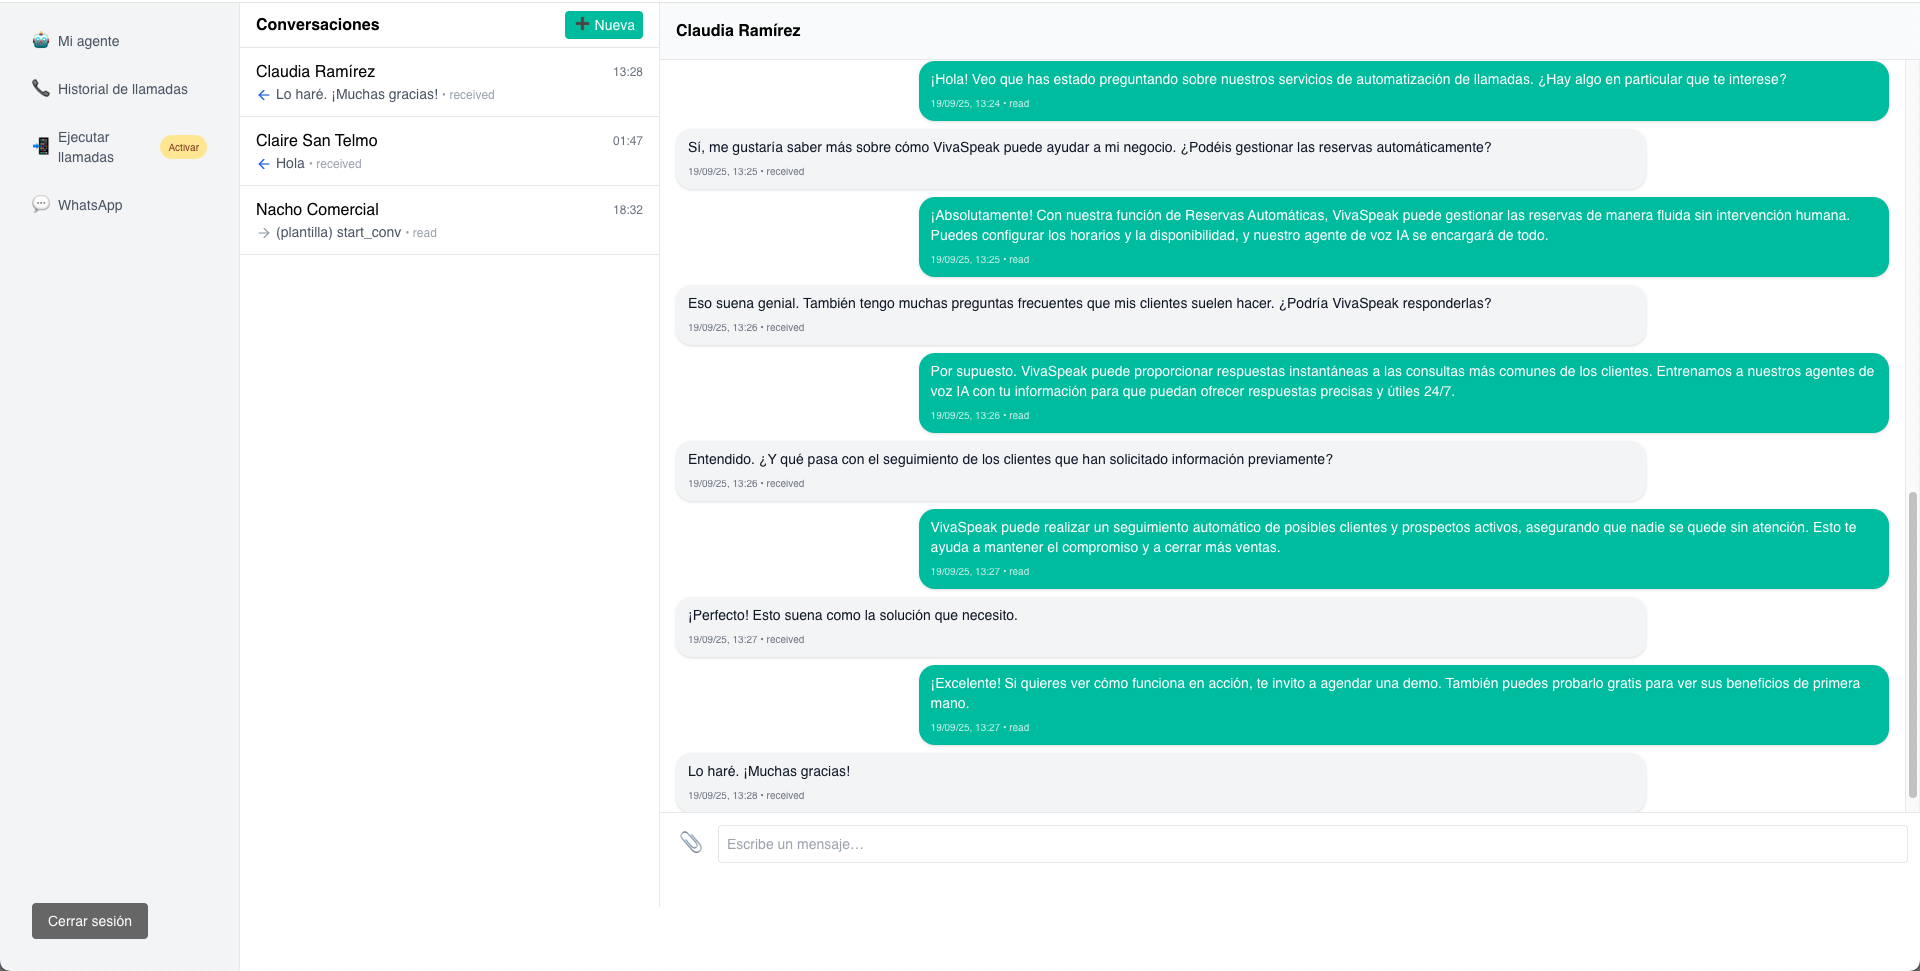 Mi agente
Historial de llamadas
Ejecutar
llamadas
Activar
WhatsApp
Cerrar sesión
Conversaciones
Nueva
Claudia Ramírez
13:28
Lo haré. ¡Muchas gracias! • received
Claire San Telmo
01:47
Hola • received
Nacho Comercial
18:32
(plantilla) start_conv • read
Claudia Ramírez
¡Hola! Veo que has estado preguntando sobre nuestros servicios de automatización de llamadas. ¿Hay algo en particular que te interese?
19/09/25, 13:24 • read
Sí, me gustaría saber más sobre cómo VivaSpeak puede ayudar a mi negocio. ¿Podéis gestionar las reservas automáticamente?
19/09/25, 13:25 • received
¡Absolutamente! Con nuestra función de Reservas Automáticas, VivaSpeak puede gestionar las reservas de manera fluida sin intervención humana.
Puedes configurar los horarios y la disponibilidad, y nuestro agente de voz IA se encargará de todo.
19/09/25, 13:25 • read
Eso suena genial. También tengo muchas preguntas frecuentes que mis clientes suelen hacer. ¿Podría VivaSpeak responderlas?
19/09/25, 13:26 • received
Por supuesto. VivaSpeak puede proporcionar respuestas instantáneas a las consultas más comunes de los clientes. Entrenamos a nuestros agentes de
voz IA con tu información para que puedan ofrecer respuestas precisas y útiles 24/7.
19/09/25, 13:26 • read
Entendido. ¿Y qué pasa con el seguimiento de los clientes que han solicitado información previamente?
19/09/25, 13:26 • received
VivaSpeak puede realizar un seguimiento automático de posibles clientes y prospectos activos, asegurando que nadie se quede sin atención. Esto te
ayuda a mantener el compromiso y a cerrar más ventas.
19/09/25, 13:27 • read
¡Perfecto! Esto suena como la solución que necesito.
19/09/25, 13:27 • received
¡Excelente! Si quieres ver cómo funciona en acción, te invito a agendar una demo. También puedes probarlo gratis para ver sus beneficios de primera
mano.
19/09/25, 13:27 • read
Lo haré. ¡Muchas gracias!
19/09/25, 13:28 • received
Escribe un mensaje…